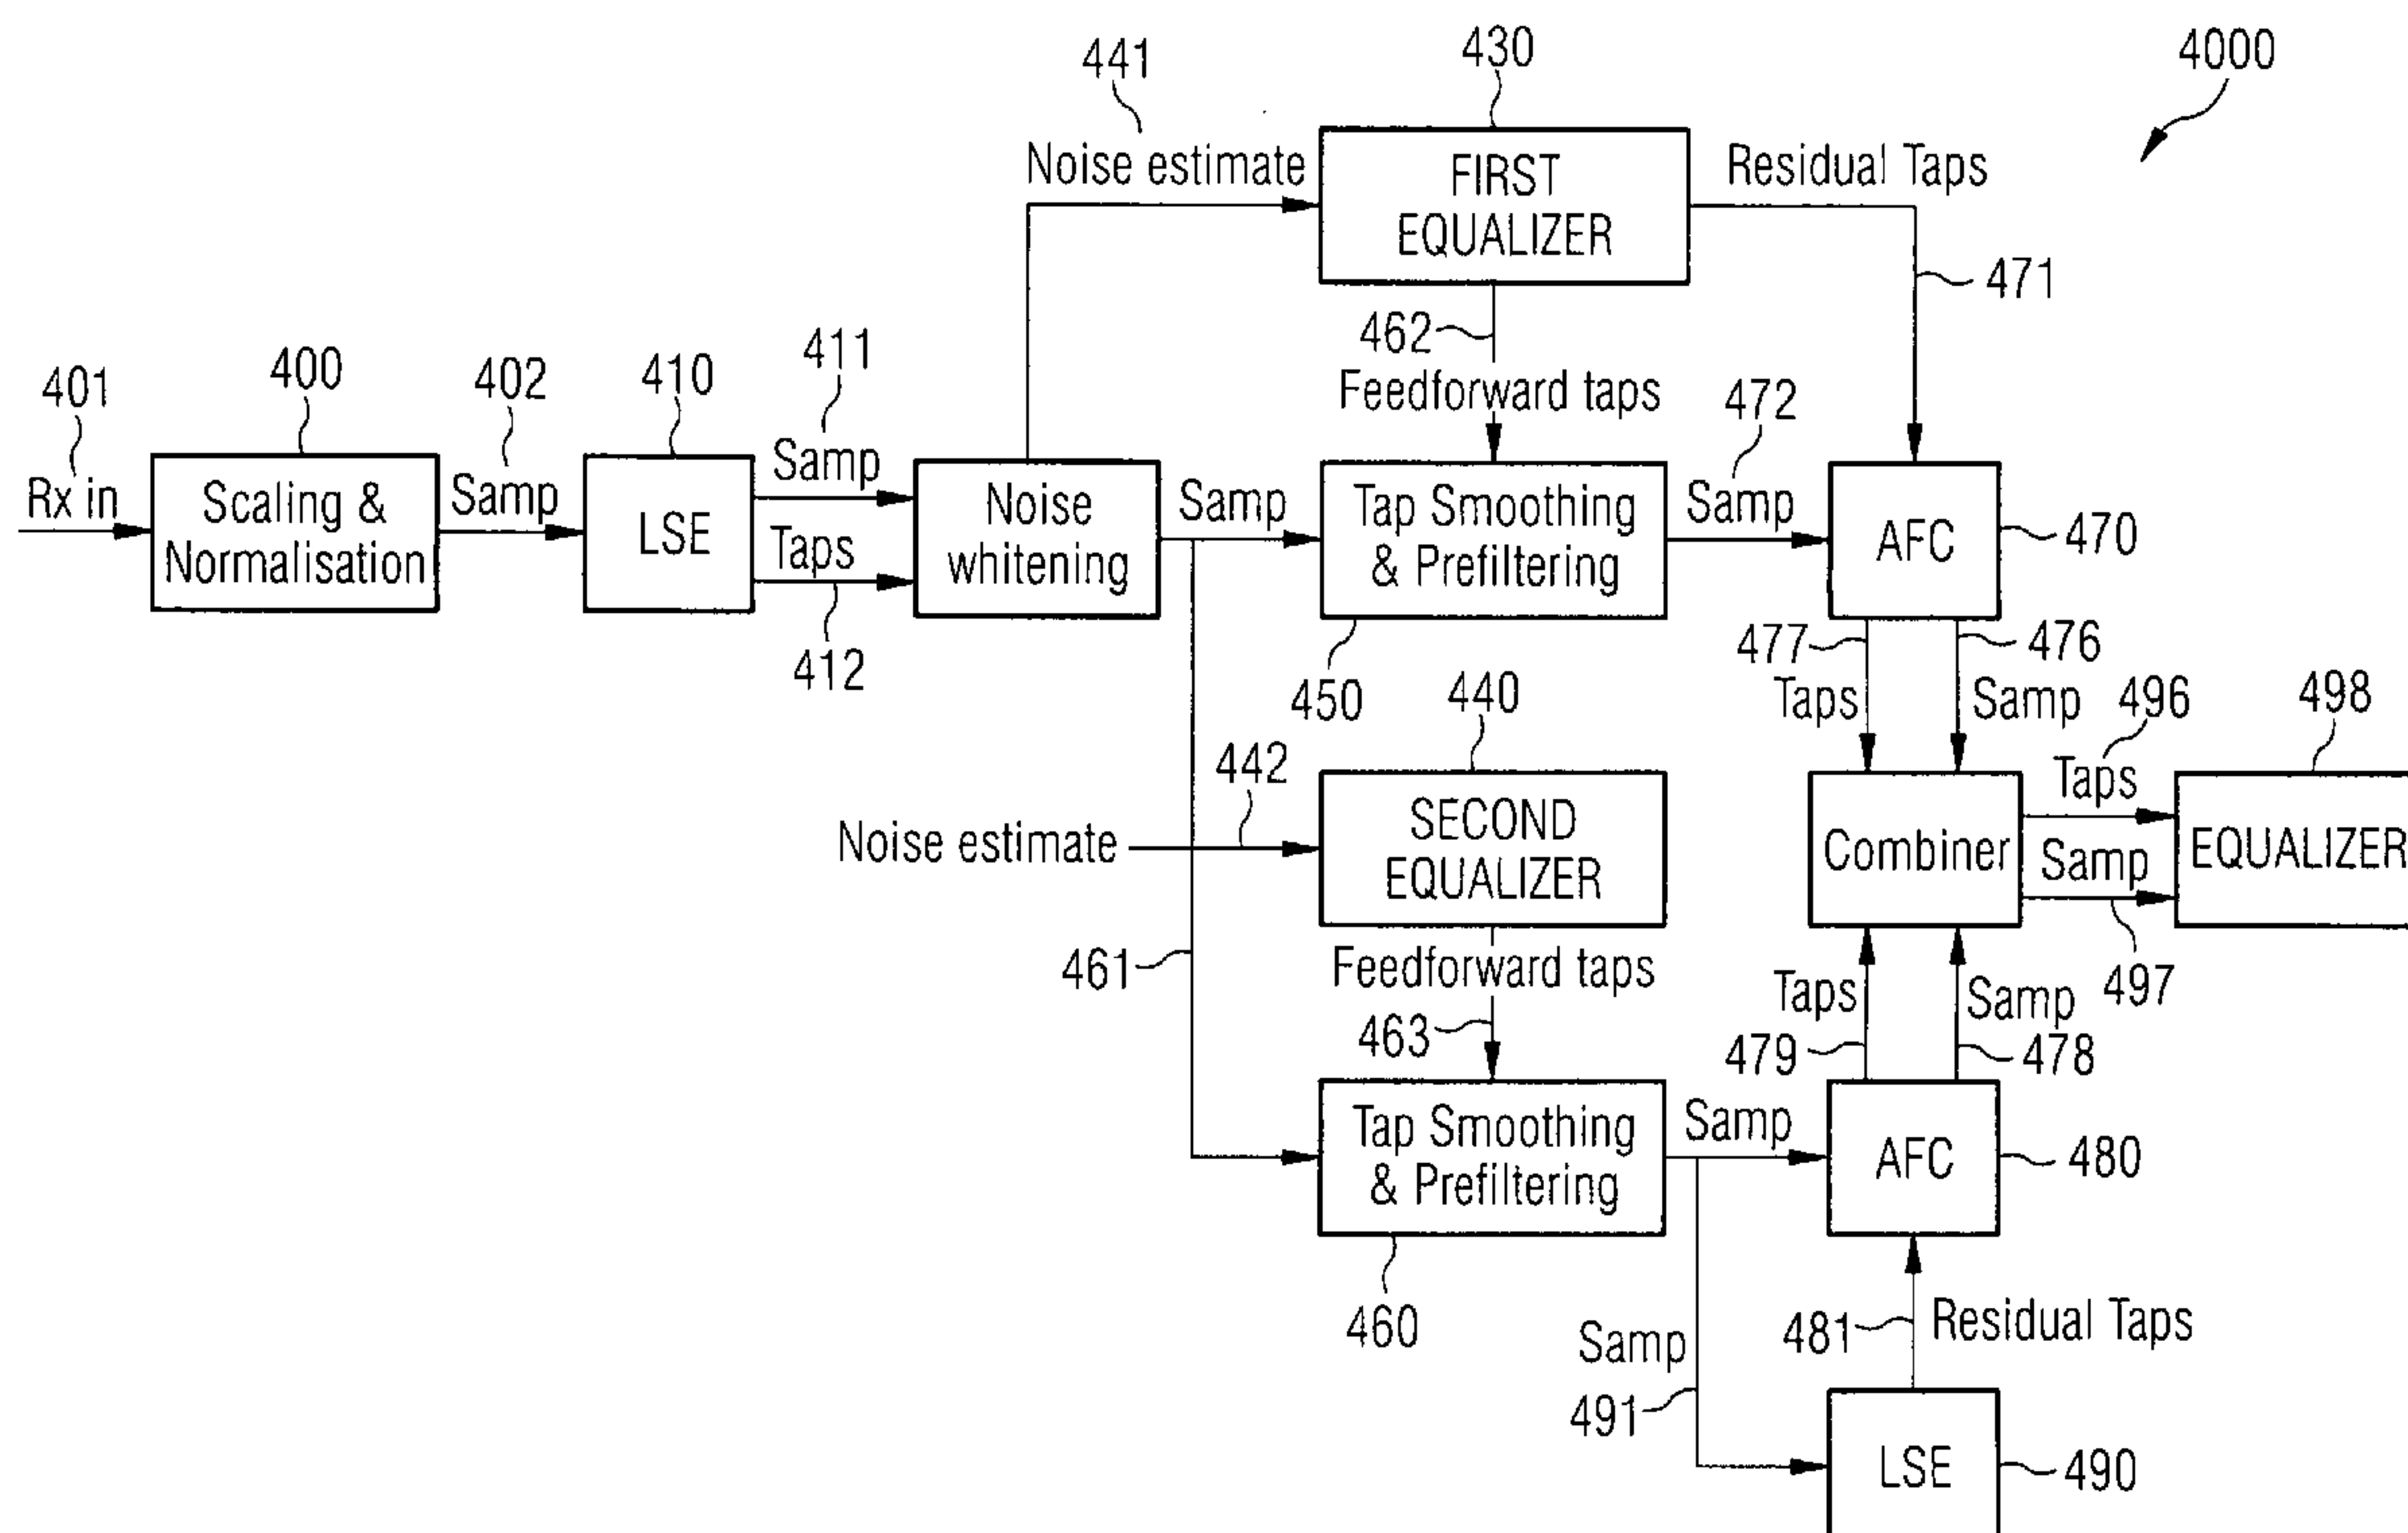 4000
441
430
Noise estimate
FIRST
EQUALIZER
Residual Taps
471
462
Feedforward taps
401
Rx in
400
Scaling &
Normalisation
402
Samp
410
LSE
411
Samp
Taps
412
Noise
whitening
Samp
Tap Smoothing
& Prefiltering
450
472
Samp
AFC
470
477
Taps
476
Samp
440
442
Noise estimate
SECOND
EQUALIZER
461
Feedforward taps
463
Combiner
496
Taps
Samp
497
498
EQUALIZER
Taps
479
Samp
478
Tap Smoothing
& Prefiltering
460
Samp
AFC
480
Samp
491
481
Residual Taps
LSE
490